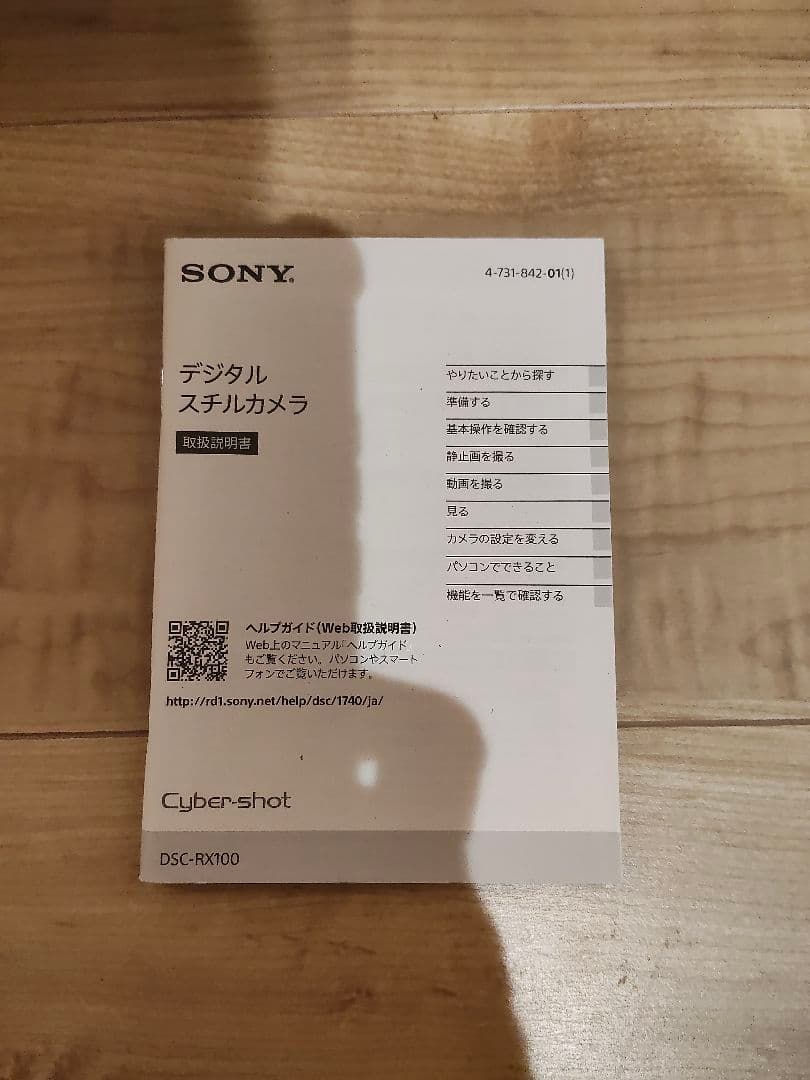 SONY®
4-731-842-01(1)
デジタル
スチルカメラ
取扱説明書
やりたいことから探す
準備する
基本操作を確認する
静止画を撮る
動画を撮る
見る
カメラの設定を変える
パソコンでできること
機能を一覧で確認する
ヘルプガイド(Web取扱説明書)
Web上のマニュアル「ヘルプガイド
もご覧ください。パソコンやスマート
フォンでご覧いただけます。
http://rd1.sony.net/help/dsc/1740/ja/
Cyber-shot
DSC-RX100